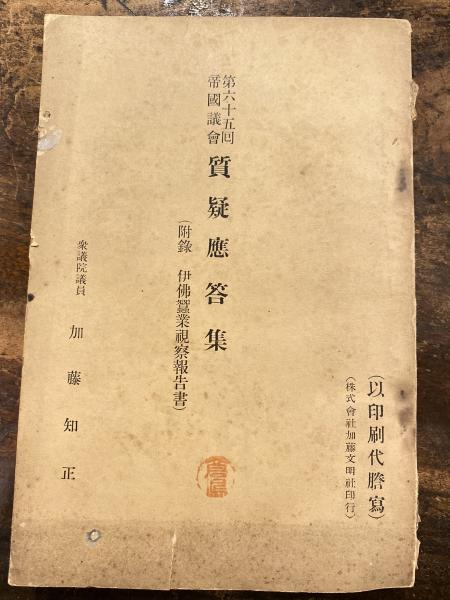 (以印刷代謄寫)
(株式會社加藤文明社印行)
第六十五回
帝國議會
質疑應答集
(附錄 伊佛蠶業視察報告書)
衆議院議員 加藤知正